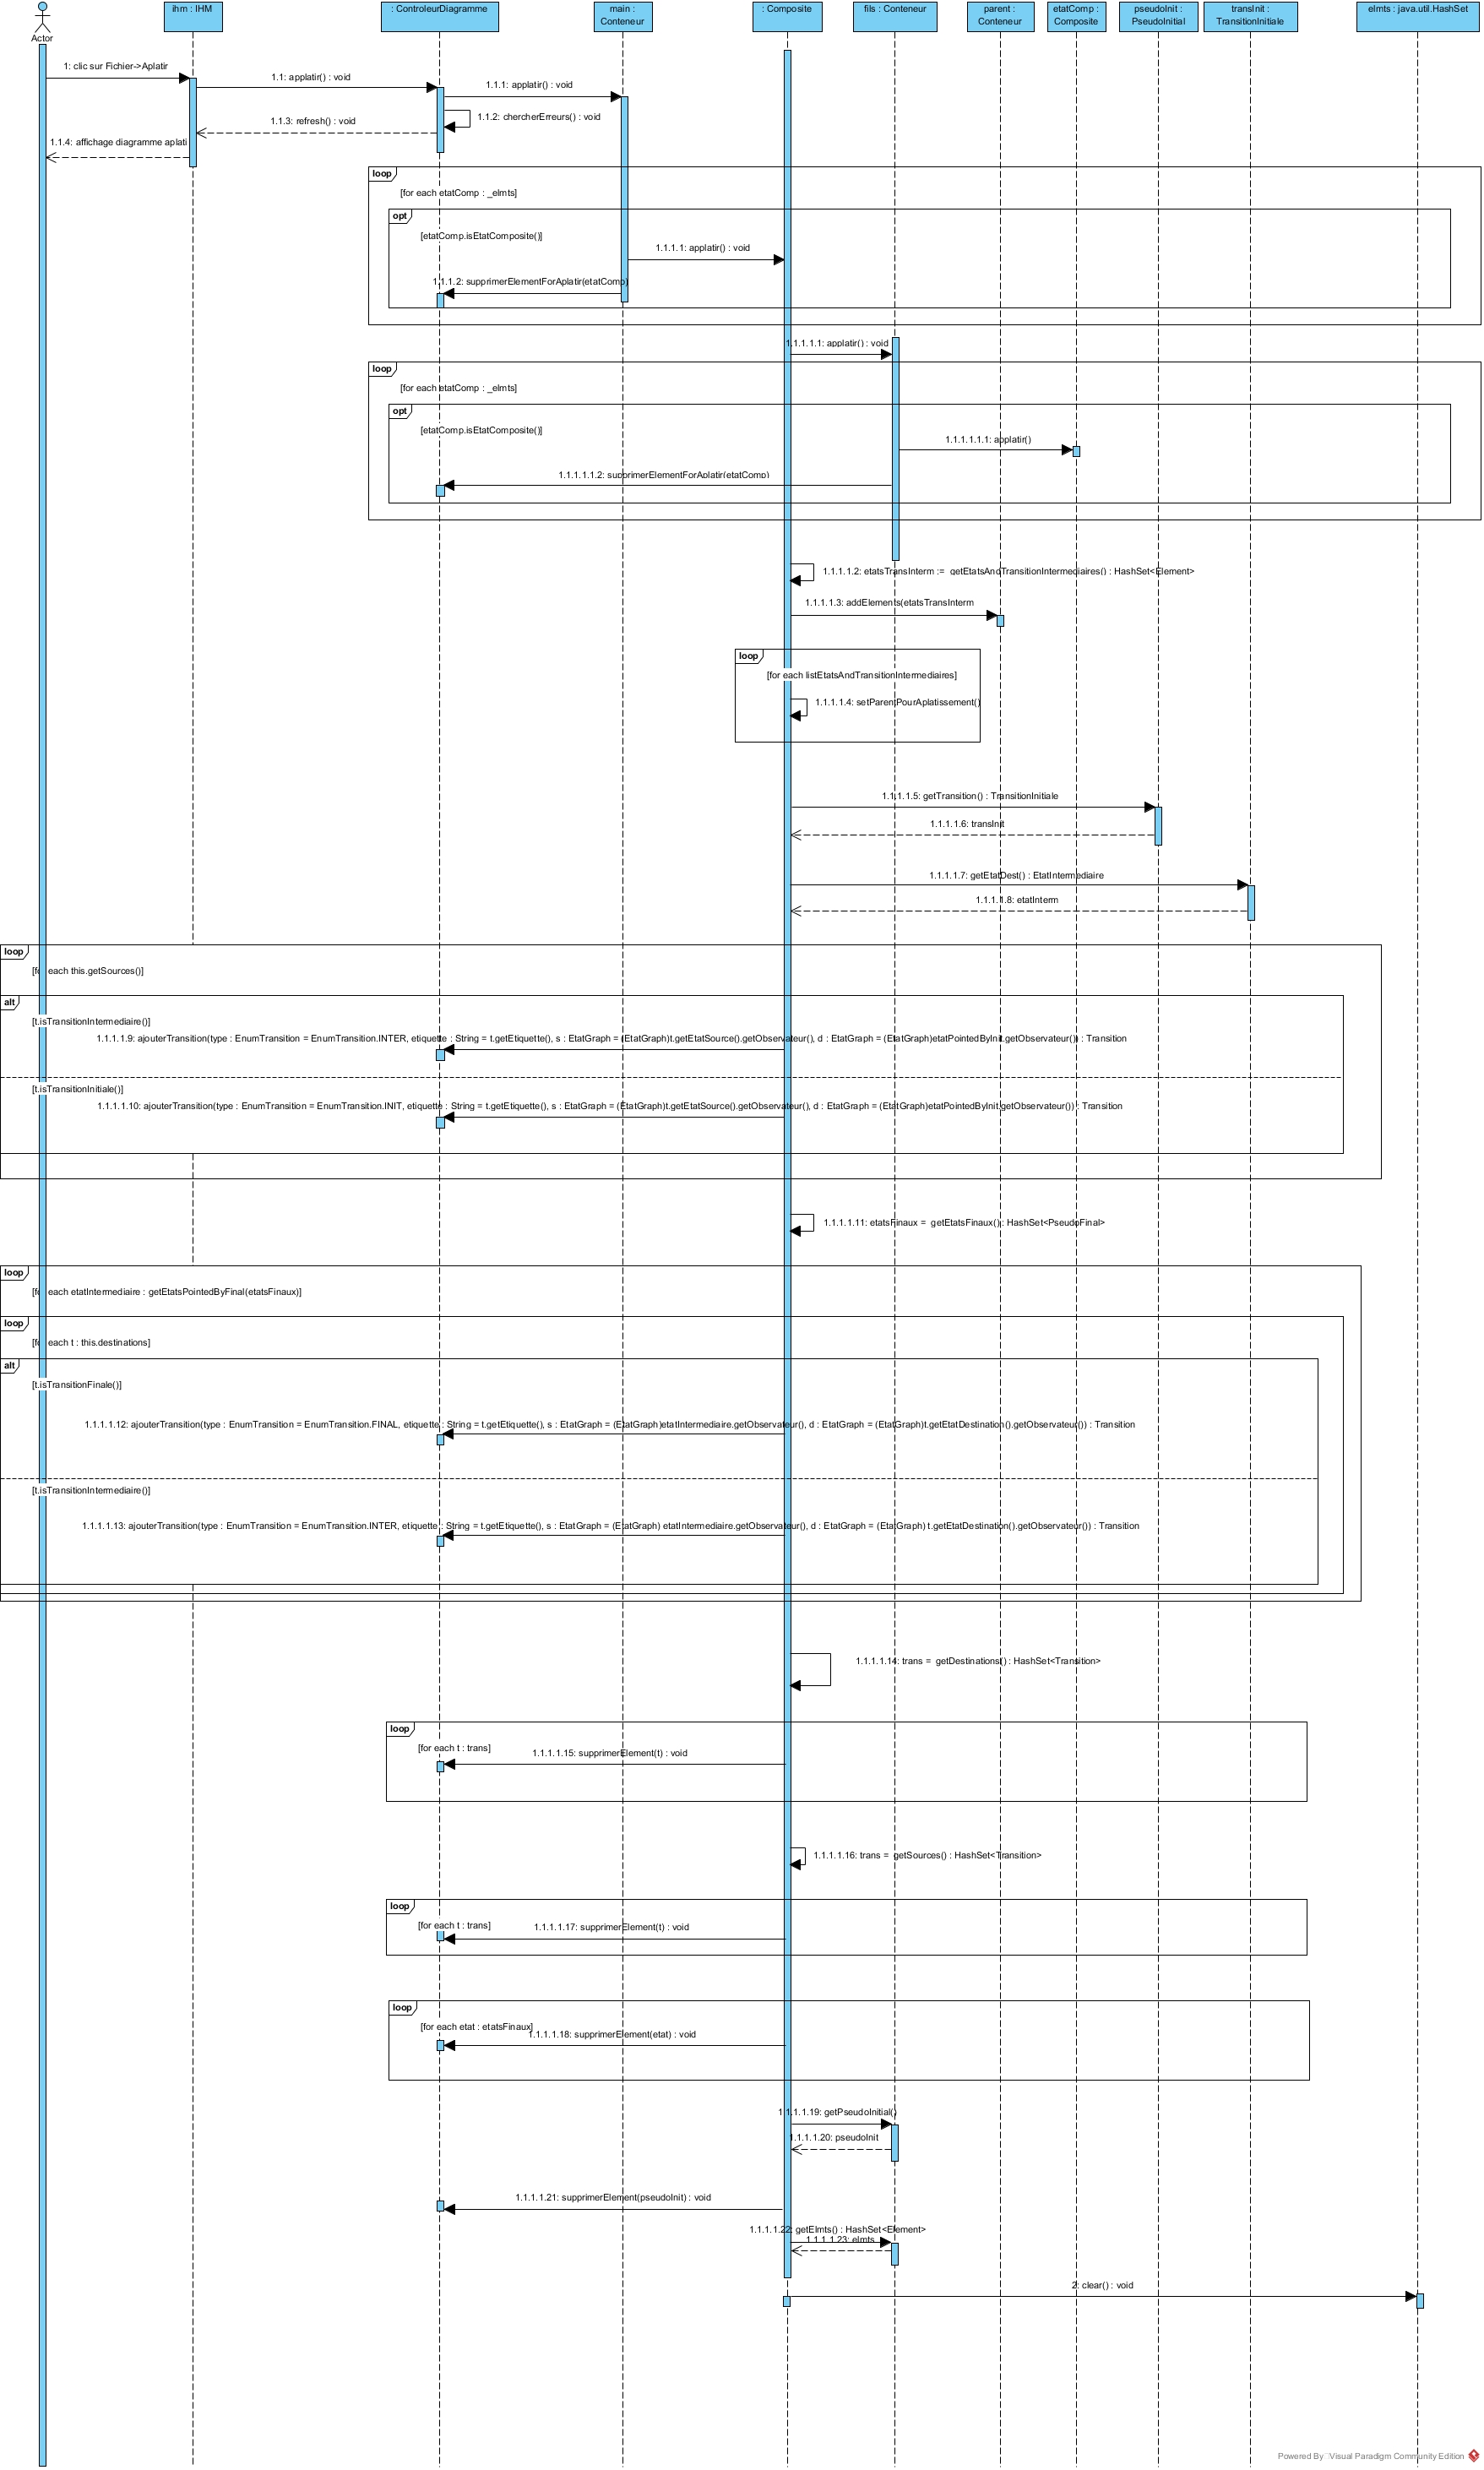 Actor
ihm : IHM
: ControleurDiagramme
main :
Conteneur
: Composite
fils : Conteneur
parent :
Conteneur
etatComp :
Composite
pseudoInit :
PseudoInitial
transInit :
TransitionInitiale
elmts : java.util.HashSet
1: clic sur Fichier->Aplatir
1.1: applatir() : void
1.1.1: applatir() : void
1.1.2: chercherErreurs() : void
1.1.3: refresh() : void
1.1.4: affichage diagramme aplati
loop
[for each etatComp : _elmts]
opt
[etatComp.isEtatComposite()]
1.1.1.1: applatir() : void
1.1.1.2: supprimerElementForAplatir(etatComp)
1.1.1.1.1: applatir() : void
loop
[for each etatComp : _elmts]
opt
[etatComp.isEtatComposite()]
1.1.1.1.1.1: applatir()
1.1.1.1.1.2: supprimerElementForAplatir(etatComp)
1.1.1.1.2: etatsTransInterm := getEtatsAndTransitionIntermediaires() : HashSet<Element>
1.1.1.1.3: addElements(etatsTransInterm
loop
[for each listEtatsAndTransitionIntermediaires]
1.1.1.1.4: setParentPourAplatissement()
1.1.1.1.5: getTransition() : TransitionInitiale
1.1.1.1.6: transInit
1.1.1.1.7: getEtatDest() : EtatIntermediaire
1.1.1.1.8: etatInterm
loop
[for each this.getSources()]
alt
[t.isTransitionIntermediaire()]
1.1.1.1.9: ajouterTransition(type : EnumTransition = EnumTransition.INTER, etiquette : String = t.getEtiquette(), s : EtatGraph = (EtatGraph)t.getEtatSource().getObservateur(), d : EtatGraph = (EtatGraph)etatPointedByInit.getObservateur()) : Transition
[t.isTransitionInitiale()]
1.1.1.1.10: ajouterTransition(type : EnumTransition = EnumTransition.INIT, etiquette : String = t.getEtiquette(), s : EtatGraph = (EtatGraph)t.getEtatSource().getObservateur(), d : EtatGraph = (EtatGraph)etatPointedByInit.getObservateur()) : Transition
1.1.1.1.11: etatsFinaux = getEtatsFinaux() : HashSet<PseudoFinal>
loop
[for each etatIntermediaire : getEtatsPointedByFinal(etatsFinaux)]
loop
[for each t : this.destinations]
alt
[t.isTransitionFinale()]
1.1.1.1.12: ajouterTransition(type : EnumTransition = EnumTransition.FINAL, etiquette : String = t.getEtiquette(), s : EtatGraph = (EtatGraph)etatIntermediaire.getObservateur(), d : EtatGraph = (EtatGraph)t.getEtatDestination().getObservateur()) : Transition
[t.isTransitionIntermediaire()]
1.1.1.1.13: ajouterTransition(type : EnumTransition = EnumTransition.INTER, etiquette : String = t.getEtiquette(), s : EtatGraph = (EtatGraph) etatIntermediaire.getObservateur(), d : EtatGraph = (EtatGraph) t.getEtatDestination().getObservateur()) : Transition
1.1.1.1.14: trans = getDestinations() : HashSet<Transition>
loop
[for each t : trans]
1.1.1.1.15: supprimerElement(t) : void
1.1.1.1.16: trans = getSources() : HashSet<Transition>
loop
[for each t : trans]
1.1.1.1.17: supprimerElement(t) : void
loop
[for each etat : etatsFinaux]
1.1.1.1.18: supprimerElement(etat) : void
1.1.1.1.19: getPseudoInitial()
1.1.1.1.20: pseudoInit
1.1.1.1.21: supprimerElement(pseudoInit) : void
1.1.1.1.22: getElmts() : HashSet<Element>
1.1.1.1.23: elmts
2: clear() : void
Powered By Visual Paradigm Community Edition